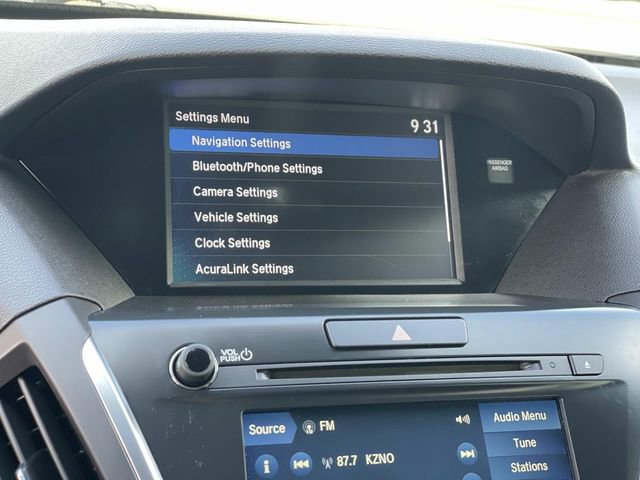 Settings Menu
9 31
Navigation Settings
Bluetooth/Phone Settings
Camera Settings
Vehicle Settings
Clock Settings
AcuraLink Settings
PASSENGER
AIRBAG
VOL
PUSH
Source
FM
Audio Menu
Tune
87.7 KZNO
Stations